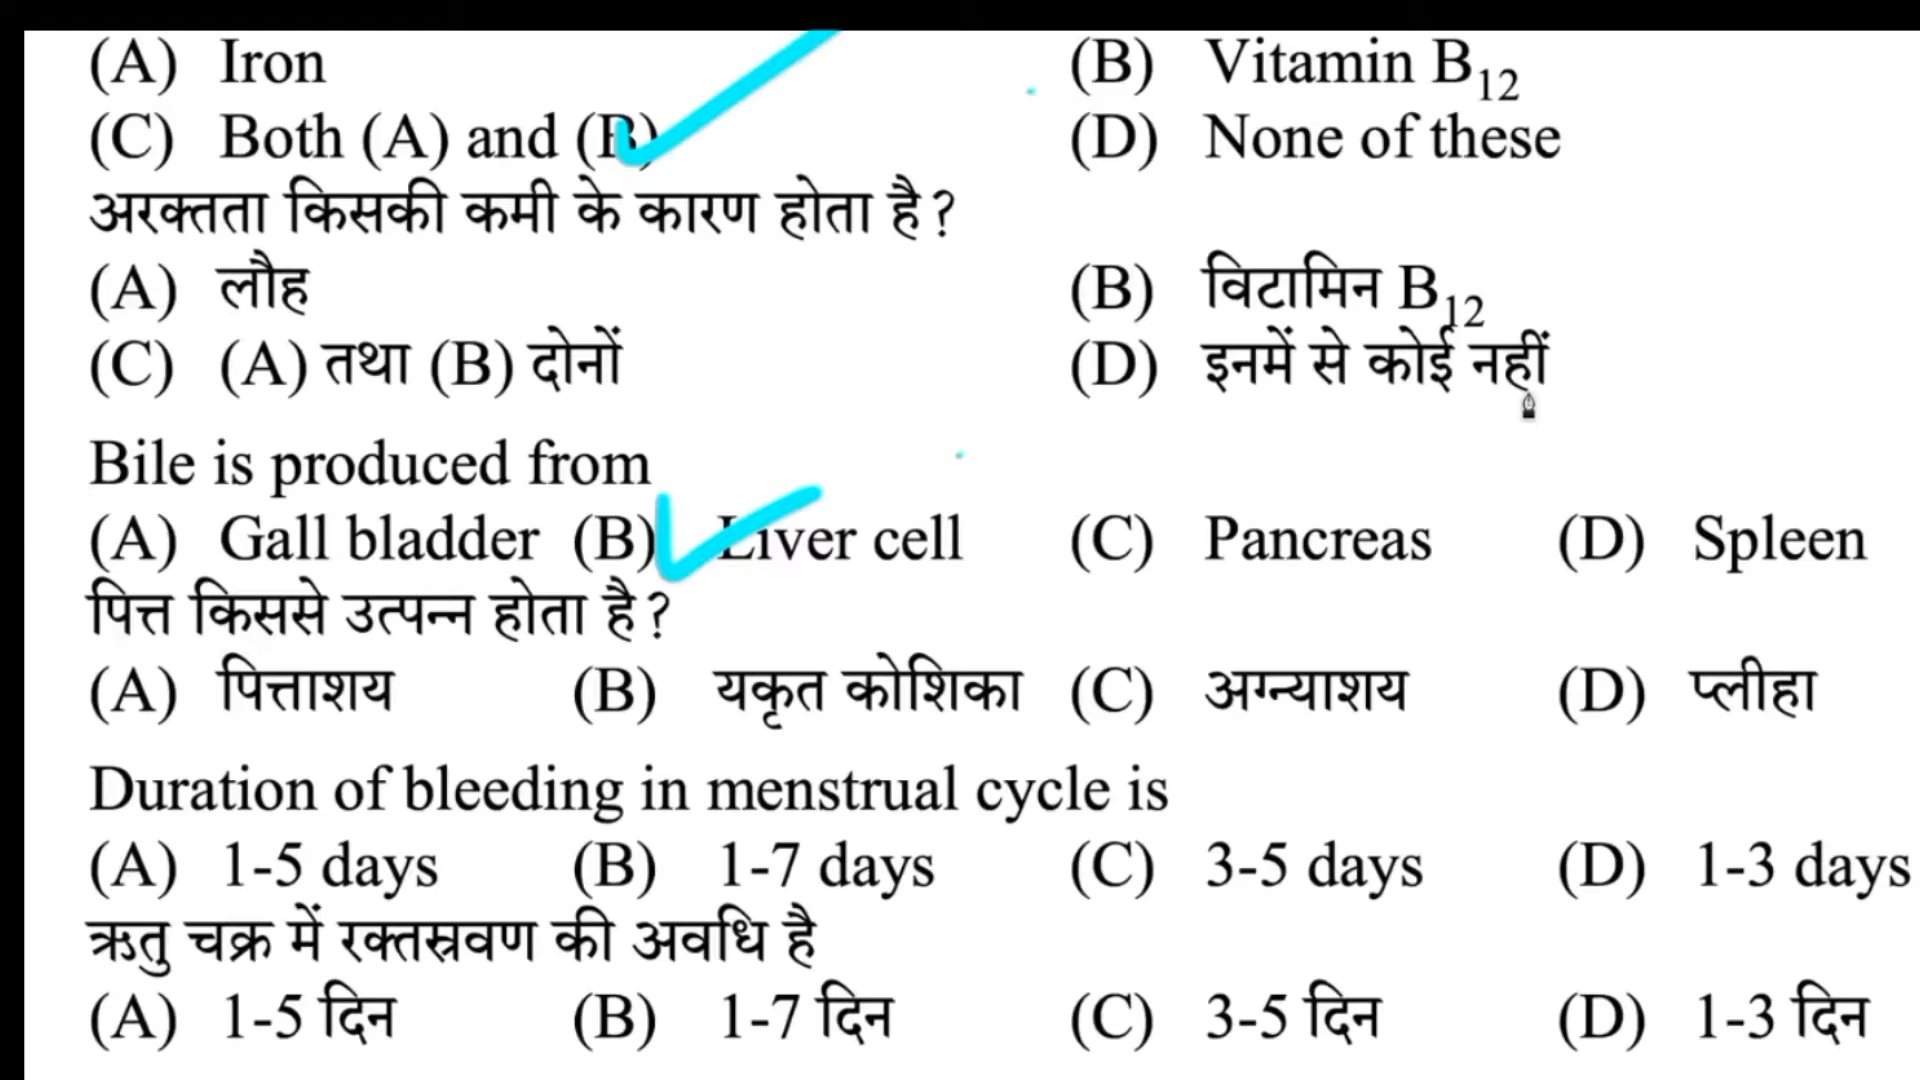 (A) Iron (B) Vitamin B12
(C) Both (A) and (B) (D) None of these
अरक्तता किसकी कमी के कारण होता है ?
(A) लौह (B) विटामिन B12
(C) (A) तथा (B) दोनों (D) इनमें से कोई नहीं
Bile is produced from
(A) Gall bladder (B) Liver cell (C) Pancreas (D) Spleen
पित्त किससे उत्पन्न होता है ?
(A) पित्ताशय (B) यकृत कोशिका (C) अग्न्याशय (D) प्लीहा
Duration of bleeding in menstrual cycle is
(A) 1-5 days (B) 1-7 days (C) 3-5 days (D) 1-3 days
ऋतु चक्र में रक्तस्रवण की अवधि है
(A) 1-5 दिन (B) 1-7 दिन (C) 3-5 दिन (D) 1-3 दिन